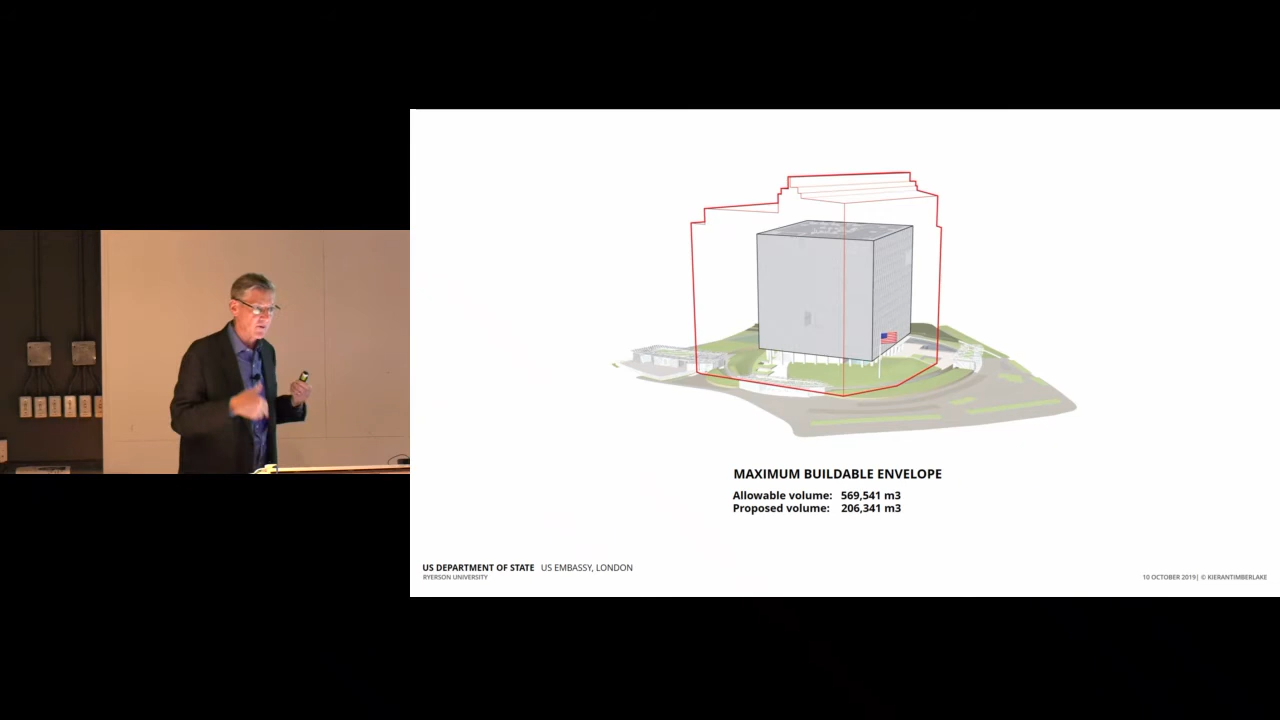 MAXIMUM BUILDABLE ENVELOPE
Allowable volume: 569,541 m3
Proposed volume: 206,341 m3
US DEPARTMENT OF STATE US EMBASSY, LONDON
RYERSON UNIVERSITY
10 OCTOBER 2019| © KIERANTIMBERLAKE